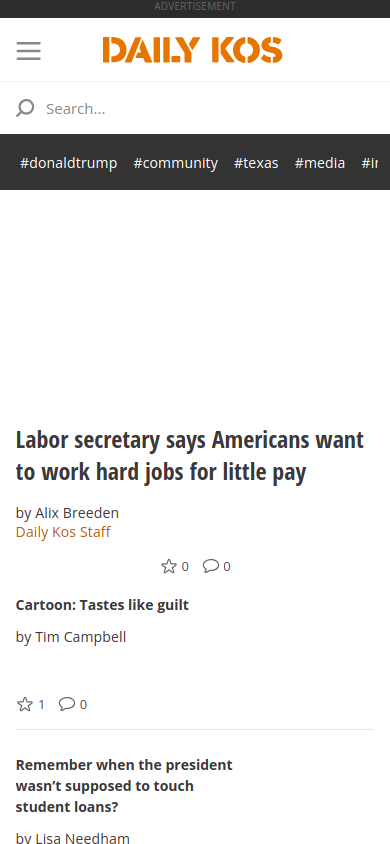 ADVERTISEMENT
DAILY KOS
Search...
#donaldtrump #community #texas #media
Labor secretary says Americans want
to work hard jobs for little pay
by Alix Breeden
Daily Kos Staff
0 0
Cartoon: Tastes like guilt
by Tim Campbell
1 0
Remember when the president
wasn’t supposed to touch
student loans?
by Lisa Needham